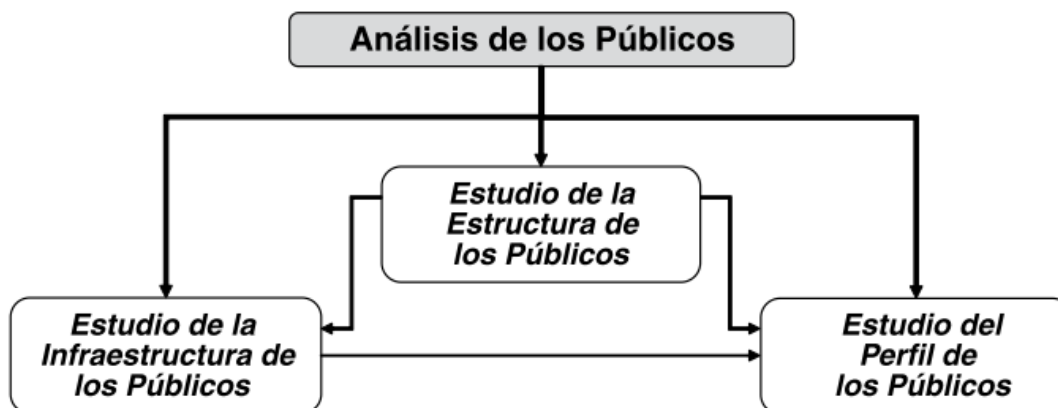 Análisis de los Públicos
Estudio de la
Estructura de
los Públicos
Estudio de la
Infraestructura de
los Públicos
Estudio del
Perfil de
los Públicos